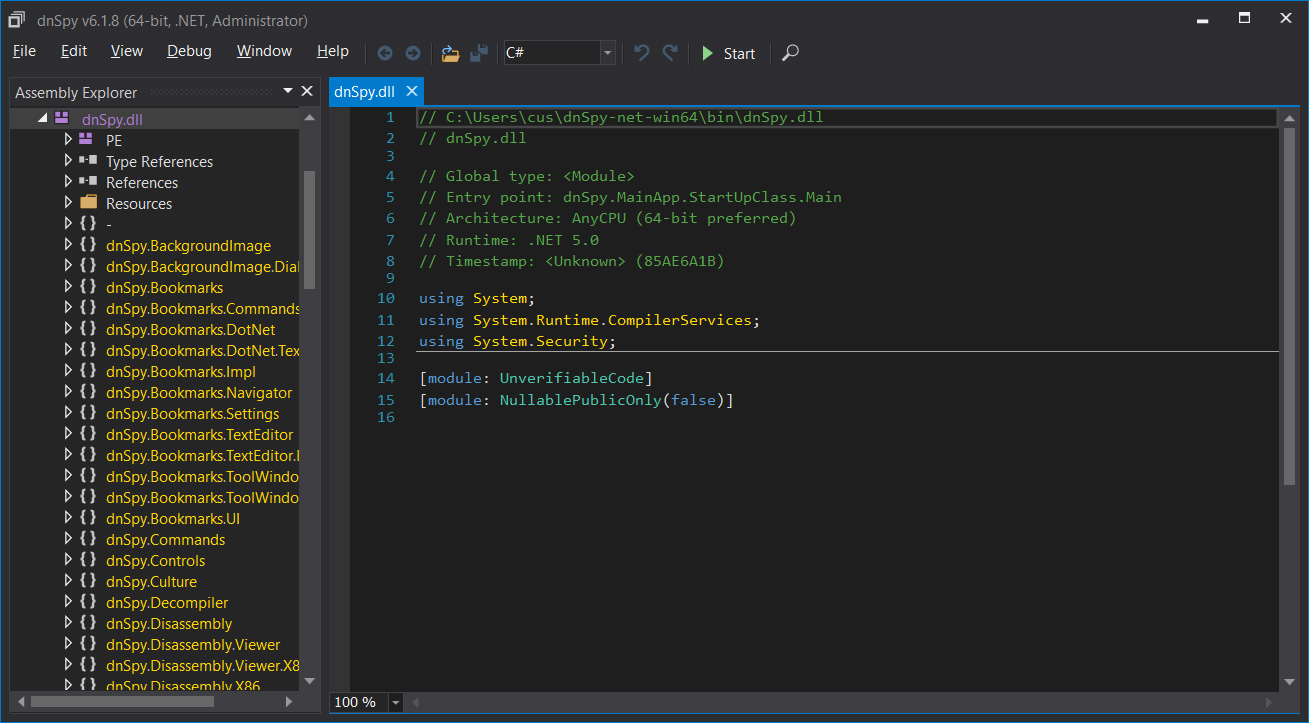 dnSpy v6.1.8 (64-bit, .NET, Administrator)
File Edit View Debug Window Help C# Start
Assembly Explorer
dnSpy.dll
PE
Type References
References
Resources
{ } -
{ } dnSpy.BackgroundImage
{ } dnSpy.BackgroundImage.Dial
{ } dnSpy.Bookmarks
{ } dnSpy.Bookmarks.Commands
{ } dnSpy.Bookmarks.DotNet
{ } dnSpy.Bookmarks.DotNet.Tex
{ } dnSpy.Bookmarks.Impl
{ } dnSpy.Bookmarks.Navigator
{ } dnSpy.Bookmarks.Settings
{ } dnSpy.Bookmarks.TextEditor
{ } dnSpy.Bookmarks.TextEditor.
{ } dnSpy.Bookmarks.ToolWindo
{ } dnSpy.Bookmarks.ToolWindo
{ } dnSpy.Bookmarks.UI
{ } dnSpy.Commands
{ } dnSpy.Controls
{ } dnSpy.Culture
{ } dnSpy.Decompiler
{ } dnSpy.Disassembly
{ } dnSpy.Disassembly.Viewer
{ } dnSpy.Disassembly.Viewer.X8
{ } dnSpy.Disassembly.X86
dnSpy.dll
1 // C:\Users\cus\dnSpy-net-win64\bin\dnSpy.dll
2 // dnSpy.dll
3
4 // Global type: <Module>
5 // Entry point: dnSpy.MainApp.StartUpClass.Main
6 // Architecture: AnyCPU (64-bit preferred)
7 // Runtime: .NET 5.0
8 // Timestamp: <Unknown> (85AE6A1B)
9
10 using System;
11 using System.Runtime.CompilerServices;
12 using System.Security;
13
14 [module: UnverifiableCode]
15 [module: NullablePublicOnly(false)]
16
100 %